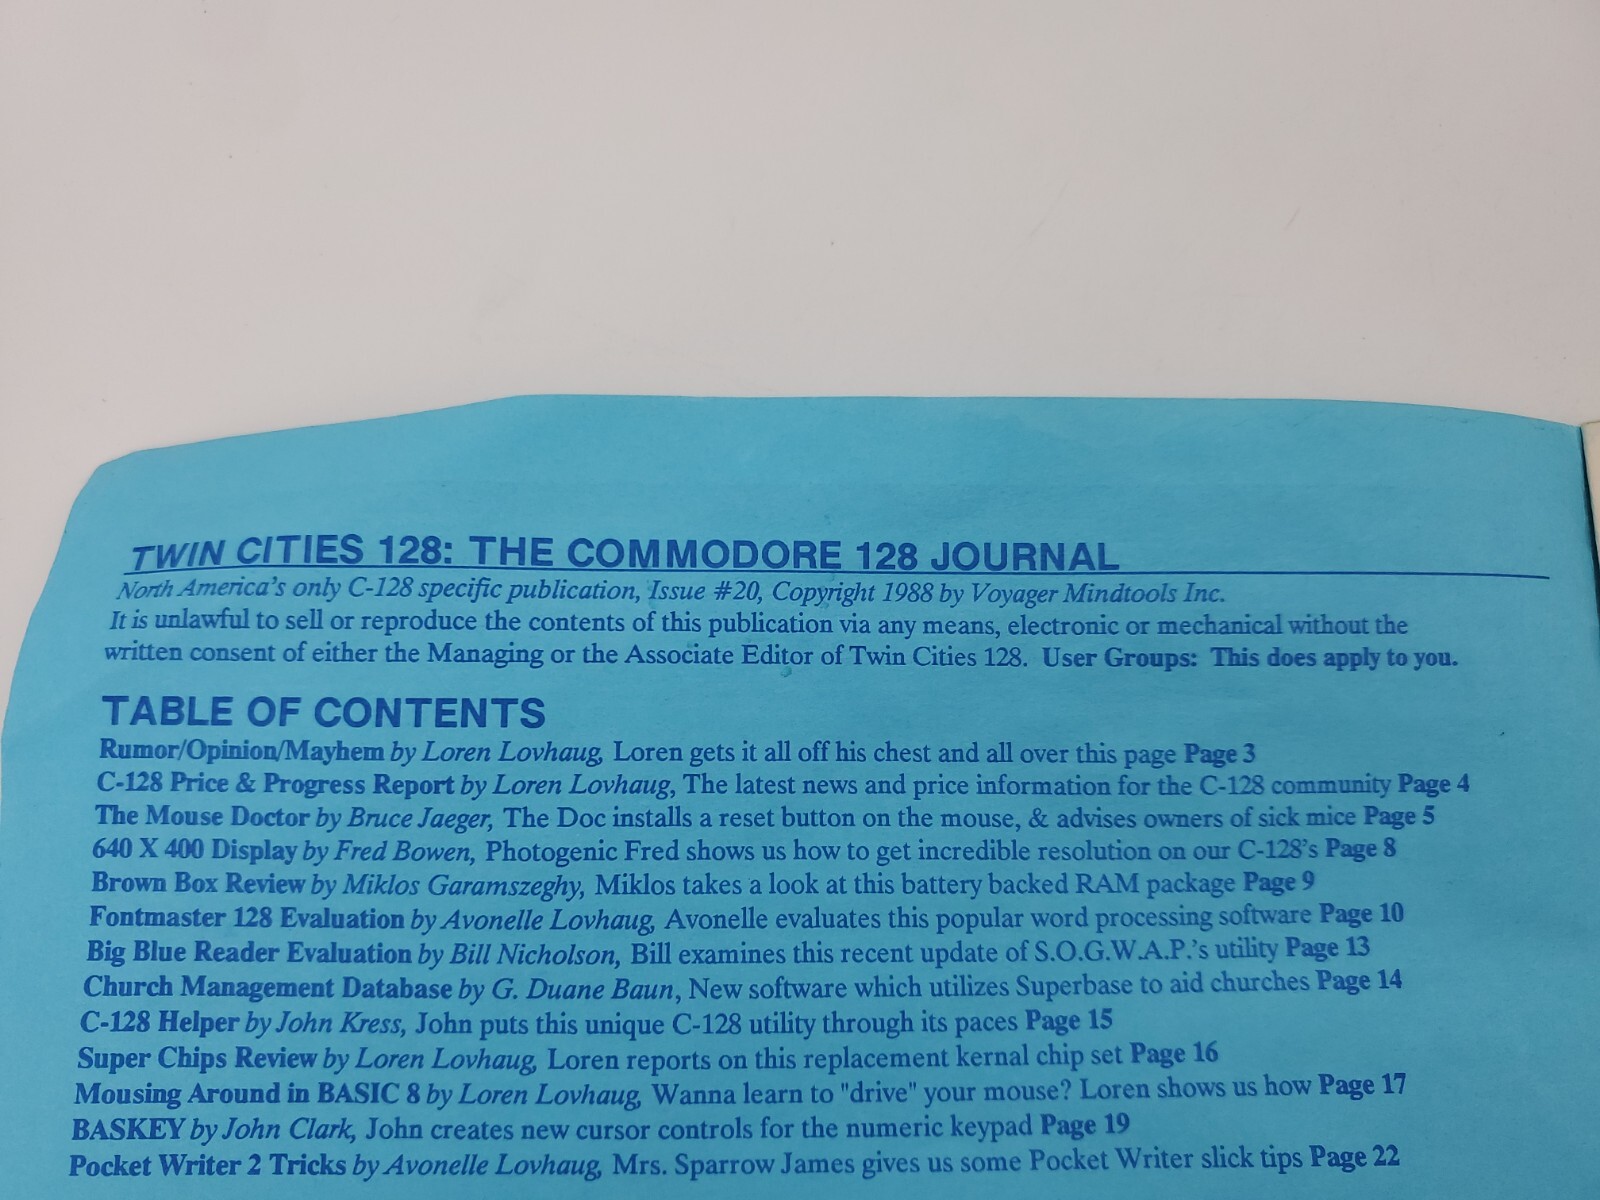 TWIN CITIES 128: THE COMMODORE 128 JOURNAL
North America's only C-128 specific publication, Issue #20, Copyright 1988 by Voyager Mindtools Inc.
It is unlawful to sell or reproduce the contents of this publication via any means, electronic or mechanical without the
written consent of either the Managing or the Associate Editor of Twin Cities 128. User Groups: This does apply to you.
TABLE OF CONTENTS
Rumor/Opinion/Mayhem by Loren Lovhaug, Loren gets it all off his chest and all over this page Page 3
C-128 Price & Progress Report by Loren Lovhaug, The latest news and price information for the C-128 community Page 4
The Mouse Doctor by Bruce Jaeger, The Doc installs a reset button on the mouse, & advises owners of sick mice Page 5
640 X 400 Display by Fred Bowen, Photogenic Fred shows us how to get incredible resolution on our C-128's Page 8
Brown Box Review by Miklos Garamszeghy, Miklos takes a look at this battery backed RAM package Page 9
Fontmaster 128 Evaluation by Avonelle Lovhaug, Avonelle evaluates this popular word processing software Page 10
Big Blue Reader Evaluation by Bill Nicholson, Bill examines this recent update of S.O.G.W.A.P.'s utility Page 13
Church Management Database by G. Duane Baun, New software which utilizes Superbase to aid churches Page 14
C-128 Helper by John Kress, John puts this unique C-128 utility through its paces Page 15
Super Chips Review by Loren Lovhaug, Loren reports on this replacement kernal chip set Page 16
Mousing Around in BASIC 8 by Loren Lovhaug, Wanna learn to "drive" your mouse? Loren shows us how Page 17
BASKEY by John Clark, John creates new cursor controls for the numeric keypad Page 19
Pocket Writer 2 Tricks by Avonelle Lovhaug, Mrs. Sparrow James gives us some Pocket Writer slick tips Page 22